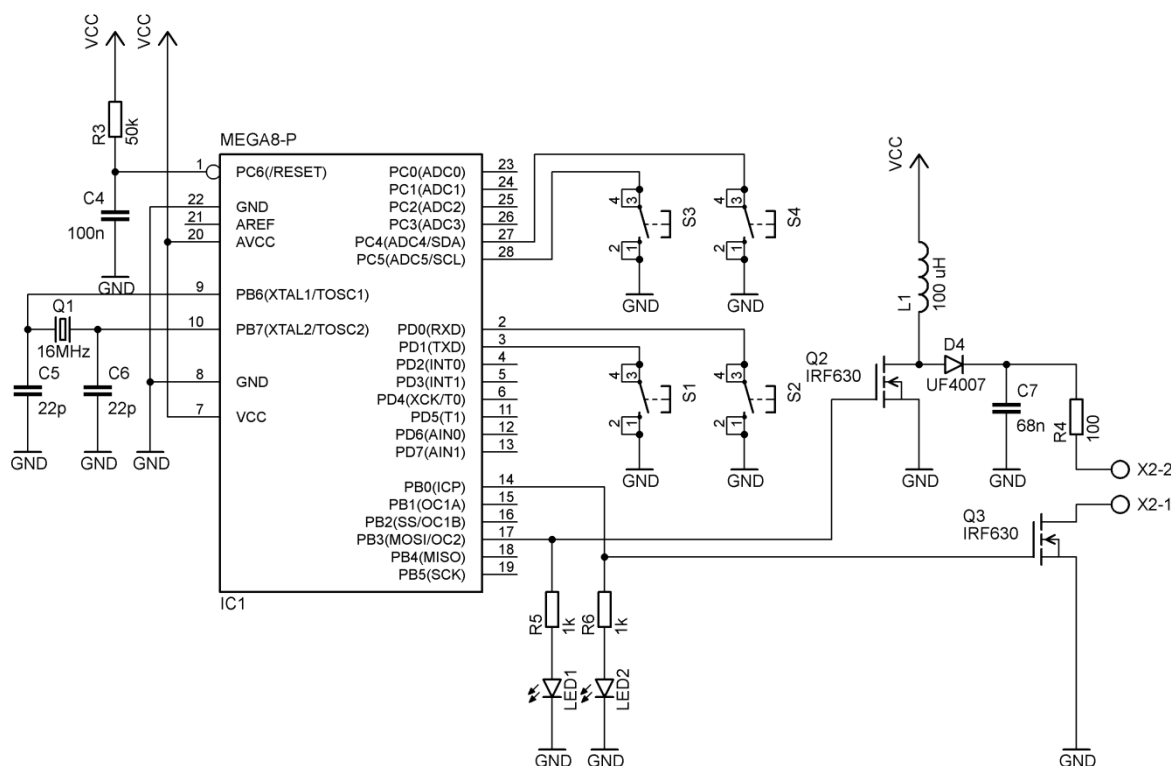 VCC
VCC
R3
50k
MEGA8-P
1
PC6(/RESET)
C4
100n
22
GND
21
AREF
20
AVCC
GND
9
PB6(XTAL1/TOSC1)
Q1
16MHz
10
PB7(XTAL2/TOSC2)
C5
22p
C6
22p
8
GND
7
VCC
GND
GND
GND
IC1
PC0(ADC0)
23
PC1(ADC1)
24
PC2(ADC2)
25
PC3(ADC3)
26
PC4(ADC4/SDA)
27
PC5(ADC5/SCL)
28
PD0(RXD)
2
PD1(TXD)
3
PD2(INT0)
4
PD3(INT1)
5
PD4(XCK/T0)
6
PD5(T1)
11
PD6(AIN0)
12
PD7(AIN1)
13
PB0(ICP)
14
PB1(OC1A)
15
PB2(SS/OC1B)
16
PB3(MOSI/OC2)
17
PB4(MISO)
18
PB5(SCK)
19
4
3
2
1
S3
GND
4
3
2
1
S4
GND
4
3
2
1
S1
GND
4
3
2
1
S2
GND
VCC
L1
100 uH
Q2
IRF630
D4
UF4007
C7
68n
R4
100
GND
GND
X2-2
X2-1
Q3
IRF630
R5
1k
R6
1k
LED1
LED2
GND
GND
GND